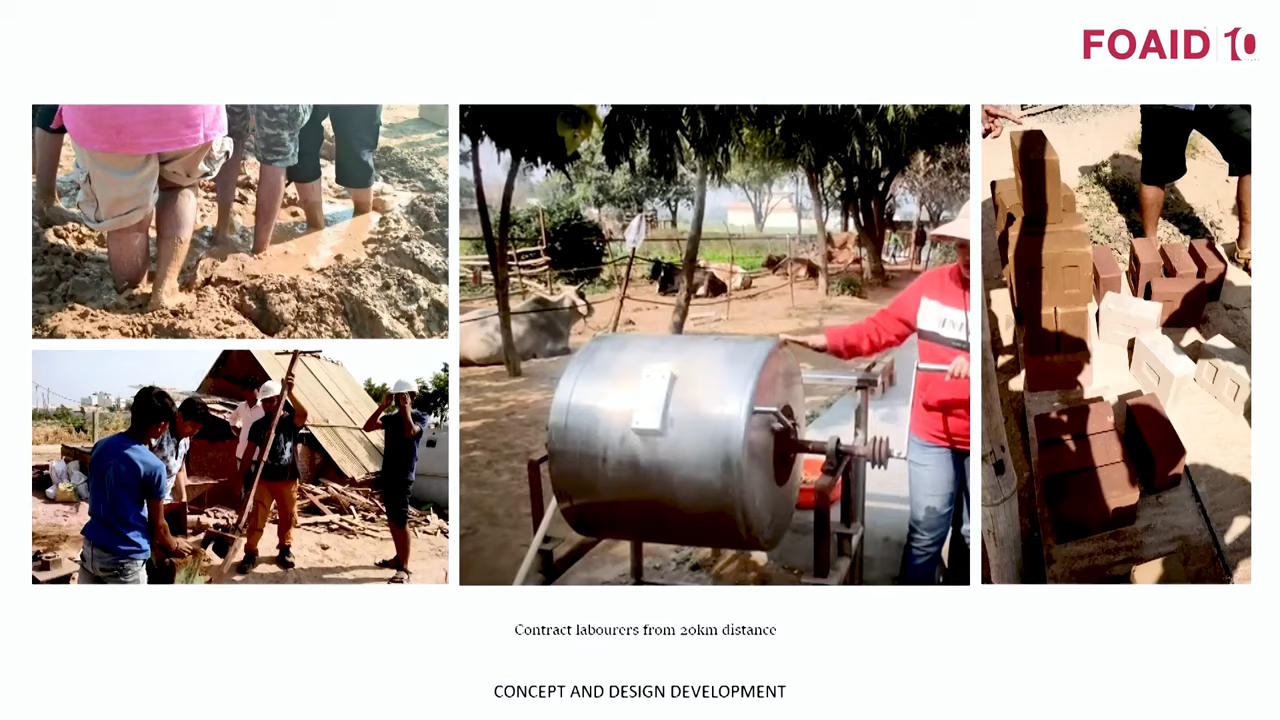 FOAID 10
Contract labourers from 20km distance
CONCEPT AND DESIGN DEVELOPMENT